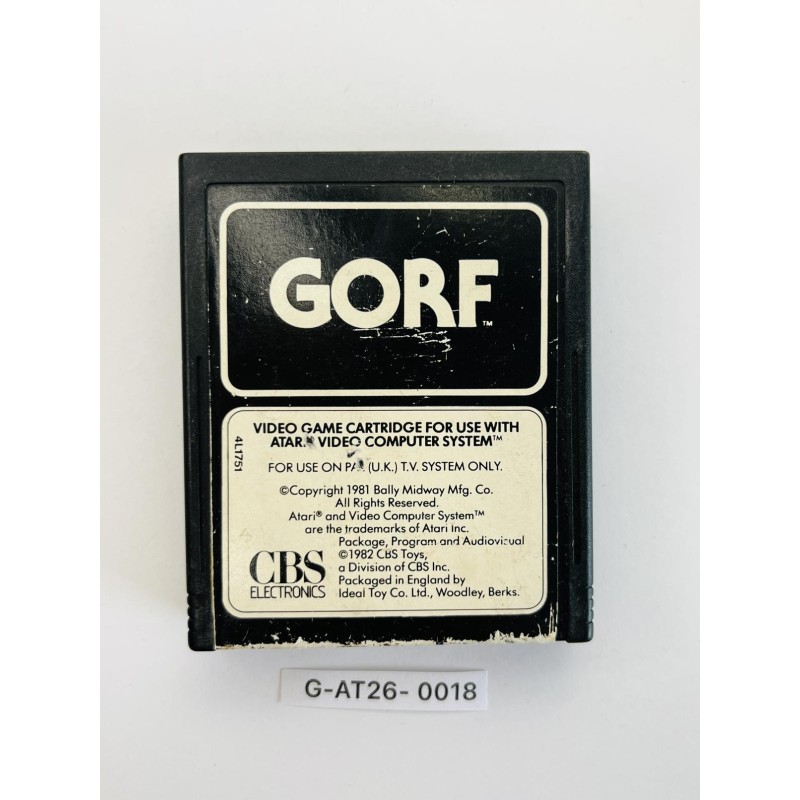 GORF™
VIDEO GAME CARTRIDGE FOR USE WITH
ATARI VIDEO COMPUTER SYSTEM™
4L1751
FOR USE ON PAL (U.K.) T.V. SYSTEM ONLY.
©Copyright 1981 Bally Midway Mfg. Co.
All Rights Reserved.
Atari® and Video Computer System™
are the trademarks of Atari Inc.
Package, Program and Audiovisual
©1982 CBS Toys,
a Division of CBS Inc.
Packaged in England by
Ideal Toy Co. Ltd., Woodley, Berks.
CBS
ELECTRONICS
G-AT26-0018